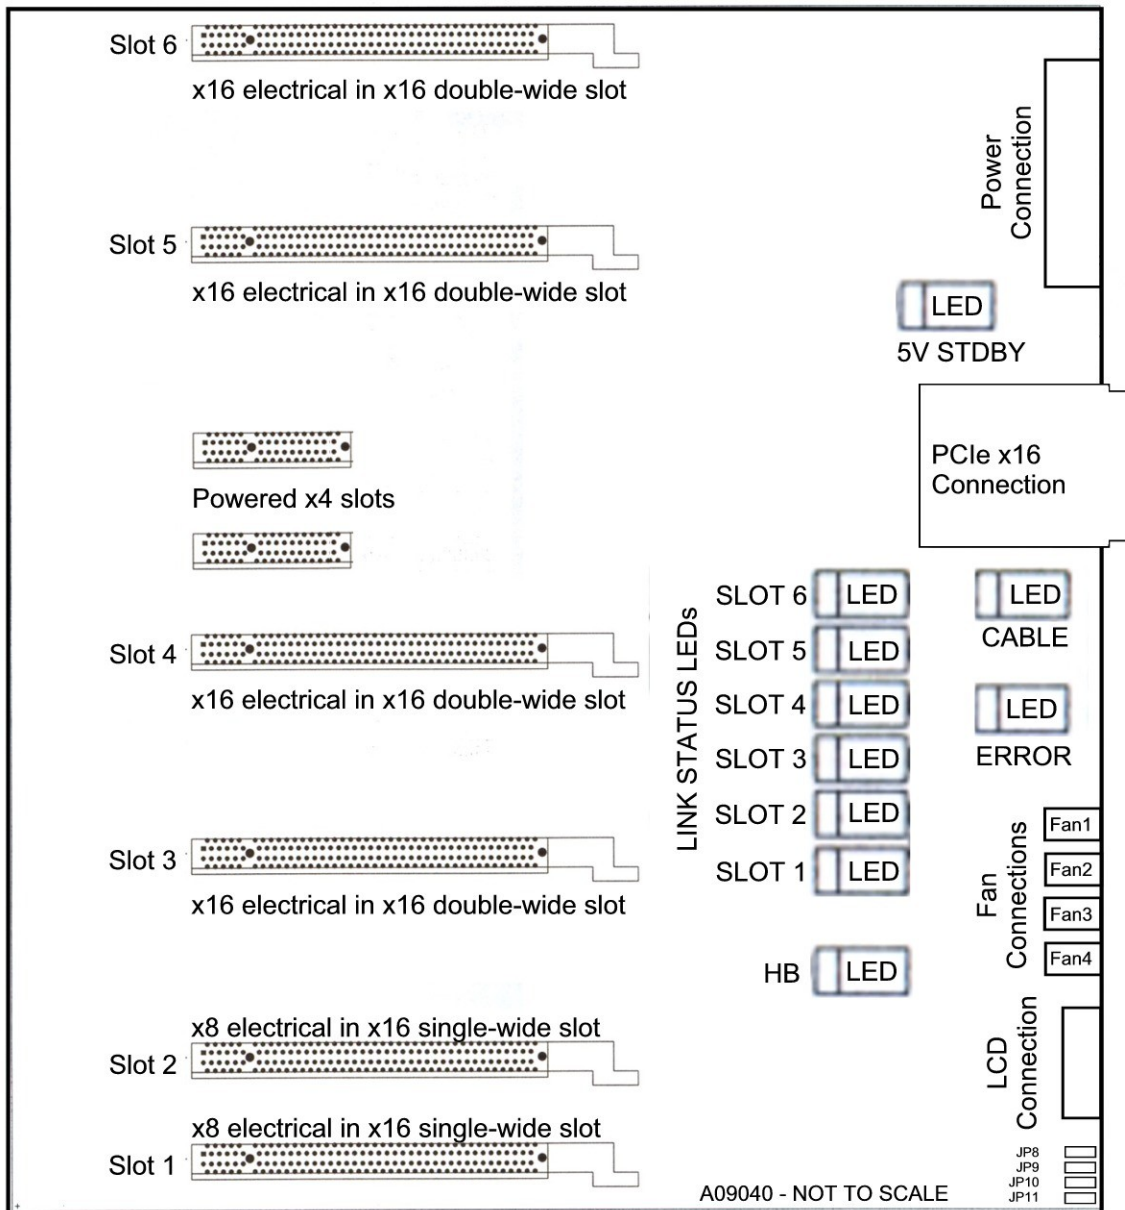 Slot 6
x16 electrical in x16 double-wide slot
Power
Connection
Slot 5
x16 electrical in x16 double-wide slot
LED
5V STDBY
PCIe x16
Connection
Powered x4 slots
LINK STATUS LEDs
SLOT 6 LED
SLOT 5 LED
SLOT 4 LED
SLOT 3 LED
SLOT 2 LED
SLOT 1 LED
LED
CABLE
LED
ERROR
Slot 4
x16 electrical in x16 double-wide slot
Fan
Connections
Fan1
Fan2
Fan3
Fan4
Slot 3
x16 electrical in x16 double-wide slot
HB LED
x8 electrical in x16 single-wide slot
Slot 2
LCD
Connection
x8 electrical in x16 single-wide slot
Slot 1
JP8
JP9
JP10
JP11
A09040 - NOT TO SCALE